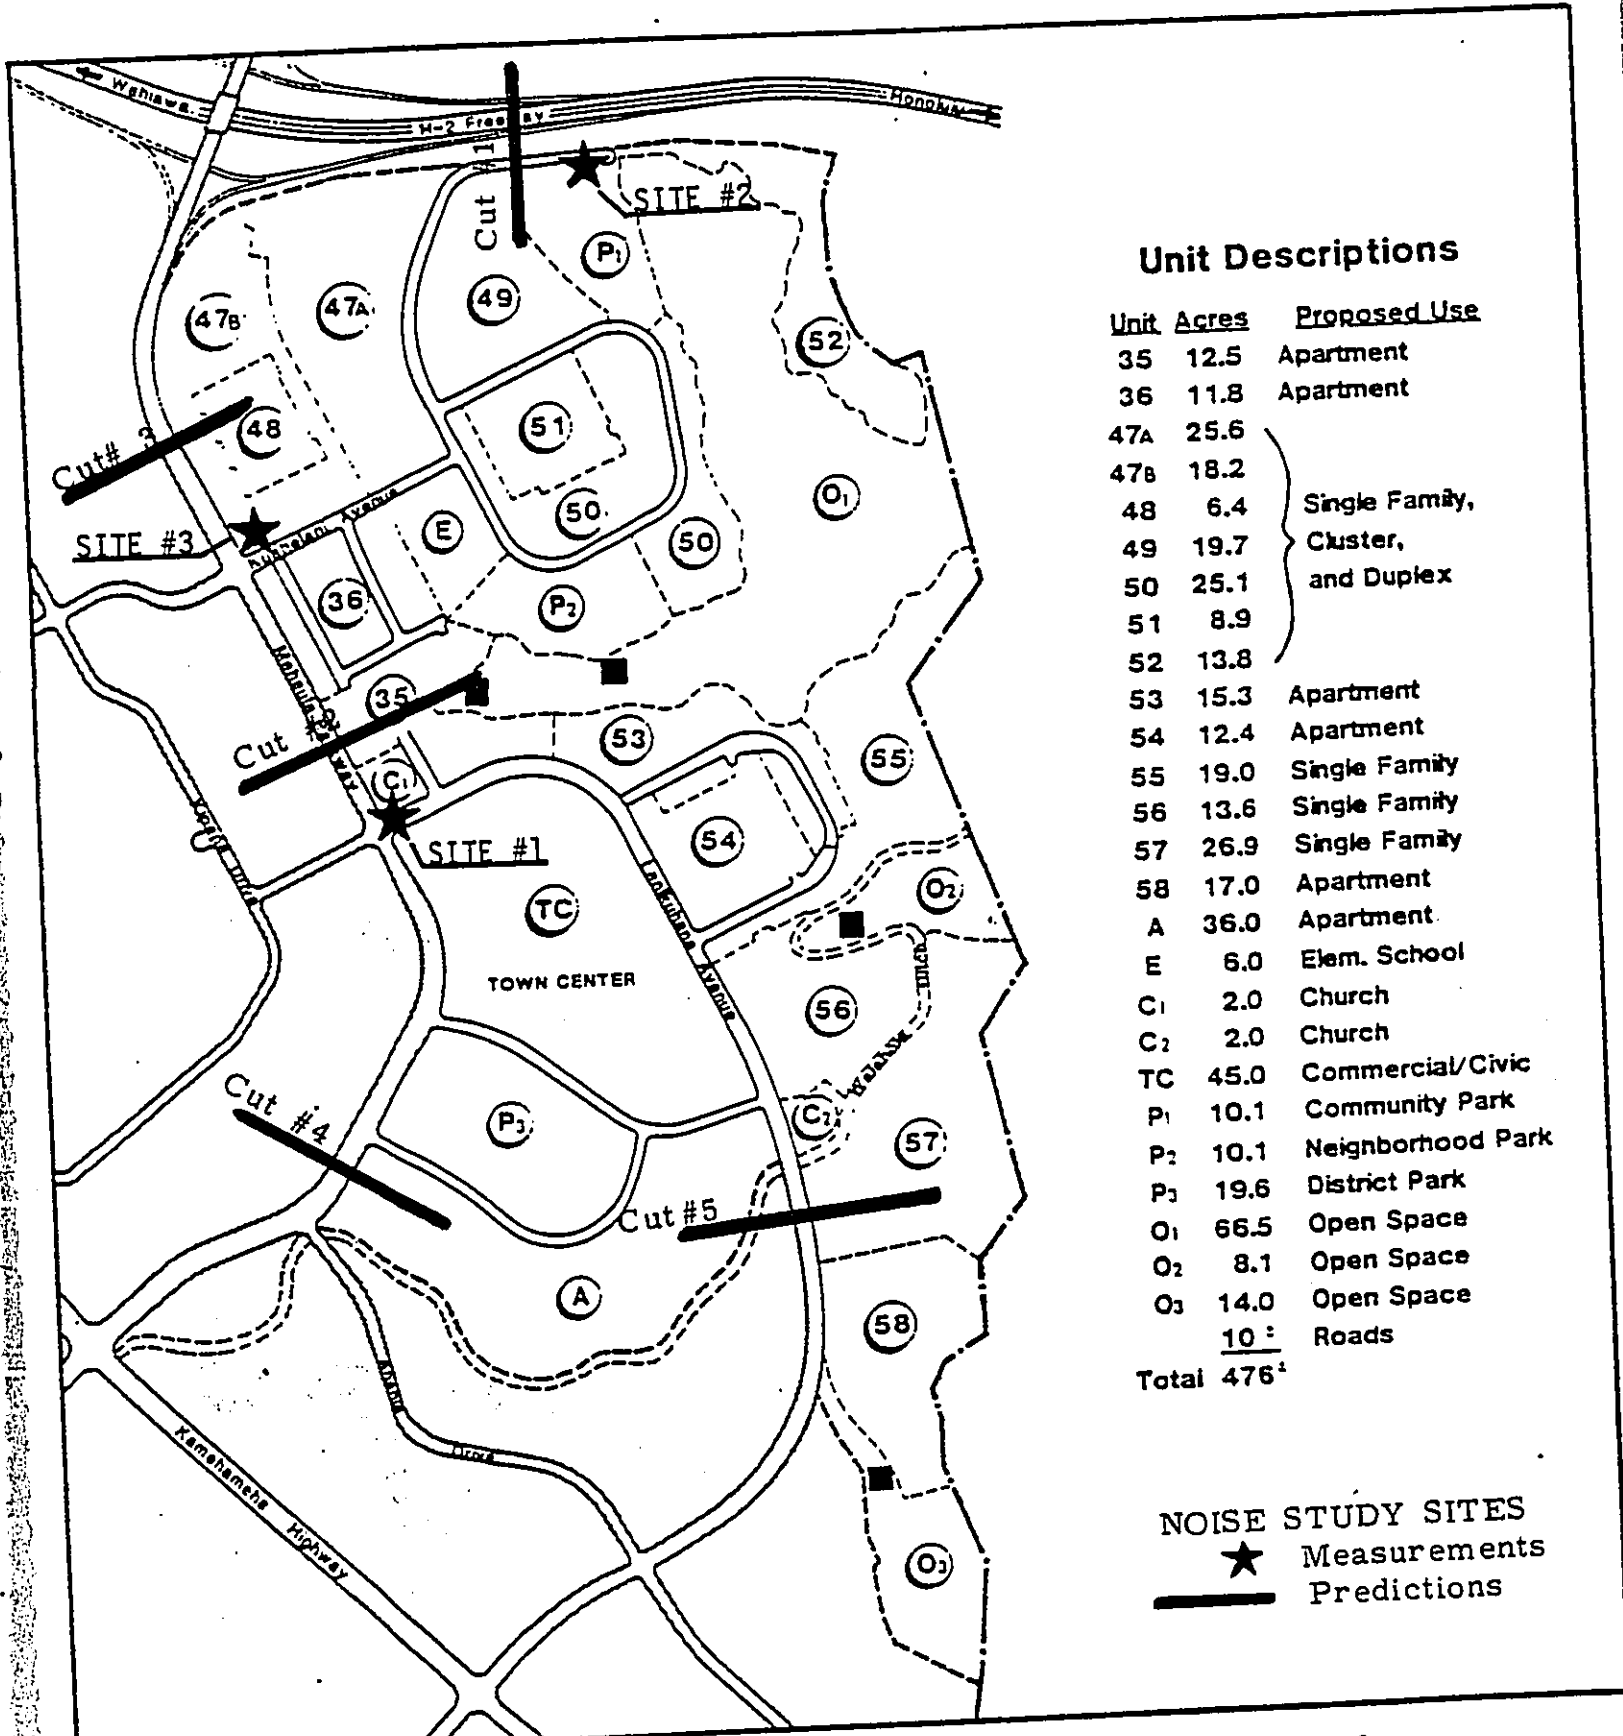 Wahiawa
H-2 Freeway
Honolulu
Cut #1
SITE #2
P1
47B
47A
49
52
51
48
Cut# 3
O1
50
E
50
SITE #3
Avenue
36
P2
35
Cut #
53
55
C1
54
SITE #1
O2
TC
TOWN CENTER
Avenue
56
Cut #4
P3
C2
57
Cut #5
A
58
Drive
Kamehameha
Highway
O3
Unit Descriptions
Unit Acres Proposed Use
35 12.5 Apartment
36 11.8 Apartment
47A 25.6
47B 18.2
48 6.4 Single Family,
49 19.7 Cluster,
50 25.1 and Duplex
51 8.9
52 13.8
53 15.3 Apartment
54 12.4 Apartment
55 19.0 Single Family
56 13.6 Single Family
57 26.9 Single Family
58 17.0 Apartment
A 36.0 Apartment
E 6.0 Elem. School
C1 2.0 Church
C2 2.0 Church
TC 45.0 Commercial/Civic
P1 10.1 Community Park
P2 10.1 Neighborhood Park
P3 19.6 District Park
O1 66.5 Open Space
O2 8.1 Open Space
O3 14.0 Open Space
10 ± Roads
Total 476±
NOISE STUDY SITES
Measurements
Predictions